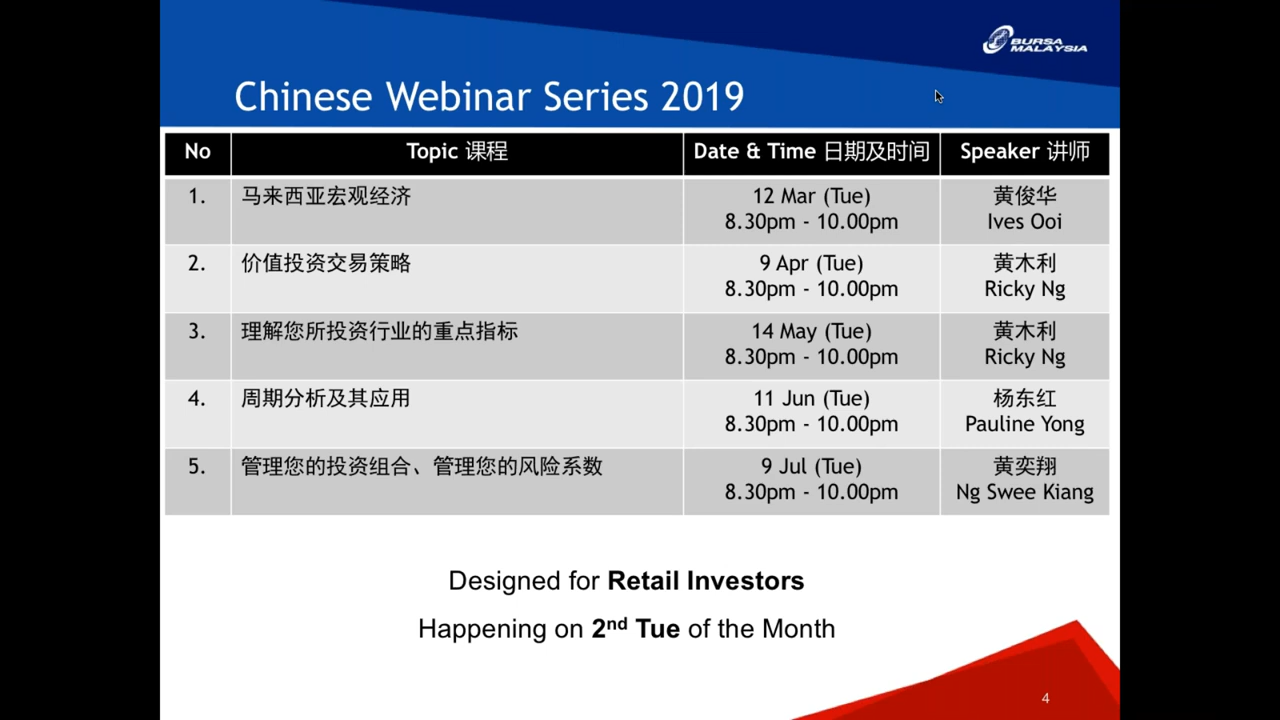 BURSA
MALAYSIA
Chinese Webinar Series 2019
No
Topic 课程
Date & Time 日期及时间
Speaker 讲师
1.
马来西亚宏观经济
12 Mar (Tue)
8.30pm - 10.00pm
黄俊华
Ives Ooi
2.
价值投资交易策略
9 Apr (Tue)
8.30pm - 10.00pm
黄木利
Ricky Ng
3.
理解您所投资行业的重点指标
14 May (Tue)
8.30pm - 10.00pm
黄木利
Ricky Ng
4.
周期分析及其应用
11 Jun (Tue)
8.30pm - 10.00pm
杨东红
Pauline Yong
5.
管理您的投资组合、管理您的风险系数
9 Jul (Tue)
8.30pm - 10.00pm
黄奕翔
Ng Swee Kiang
Designed for Retail Investors
Happening on 2nd Tue of the Month
4